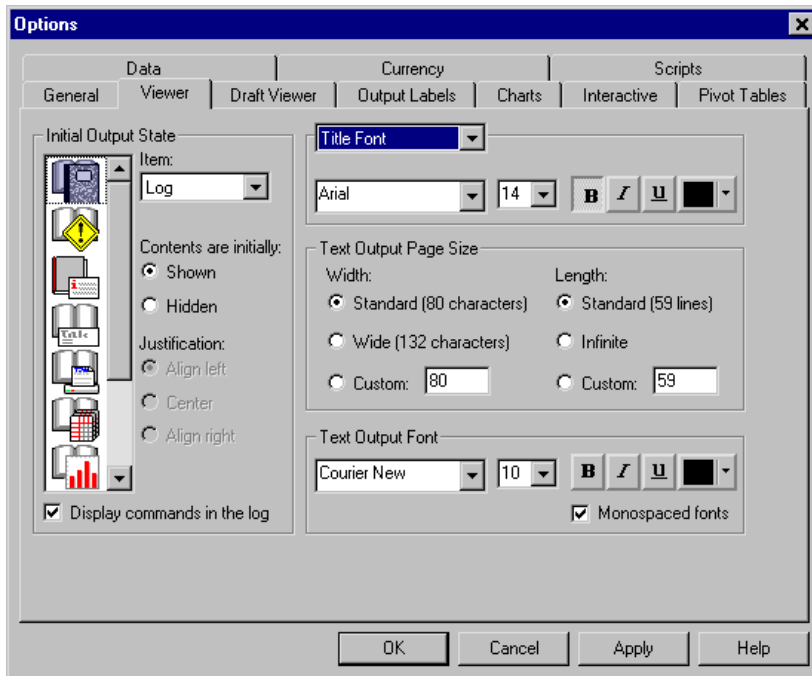 Options
Data
Currency
Scripts
General
Viewer
Draft Viewer
Output Labels
Charts
Interactive
Pivot Tables
Initial Output State
Item:
Log
Contents are initially:
Shown
Hidden
Justification:
Align left
Center
Align right
Display commands in the log
Title Font
Arial
14
B
I
U
Text Output Page Size
Width:
Standard (80 characters)
Wide (132 characters)
Custom: 80
Length:
Standard (59 lines)
Infinite
Custom: 59
Text Output Font
Courier New
10
B
I
U
Monospaced fonts
OK
Cancel
Apply
Help